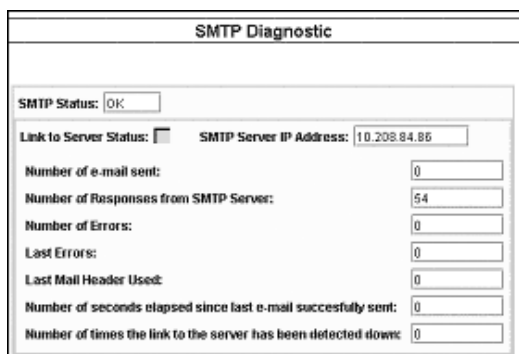 SMTP Diagnostic
SMTP Status: OK
Link to Server Status: SMTP Server IP Address: 10.208.84.86
Number of e-mail sent: 0
Number of Responses from SMTP Server: 54
Number of Errors: 0
Last Errors: 0
Last Mail Header Used: 0
Number of seconds elapsed since last e-mail succesfully sent: 0
Number of times the link to the server has been detected down: 0